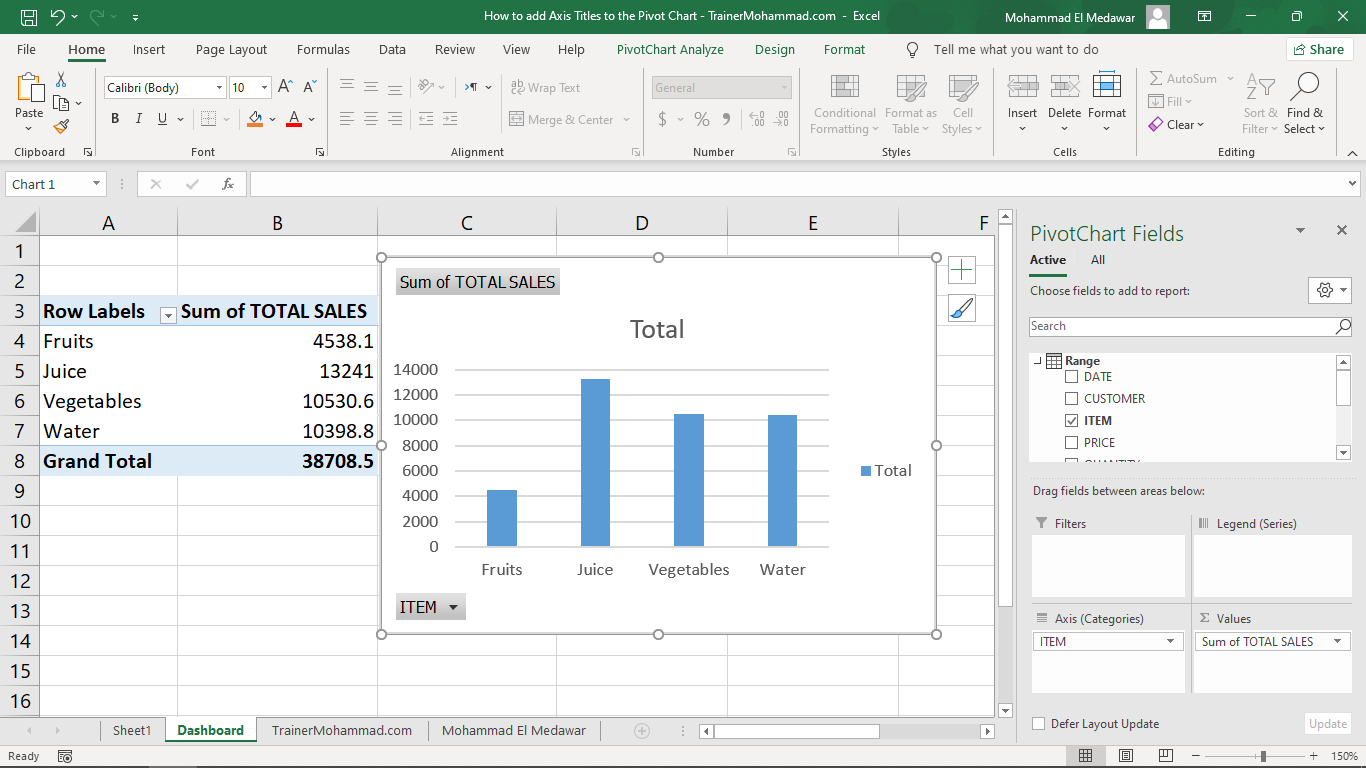 How to add Axis Titles to the Pivot Chart - TrainerMohammad.com - Excel
Mohammad El Medawar
File Home Insert Page Layout Formulas Data Review View Help PivotChart Analyze Design Format Tell me what you want to do Share
Paste
Clipboard
Calibri (Body) 10
B I U
Font
Wrap Text
Merge & Center
Alignment
General
$ %
Number
Conditional Formatting
Format as Table
Cell Styles
Styles
Insert
Delete
Format
Cells
AutoSum
Fill
Clear
Sort & Filter
Find & Select
Editing
Chart 1
fx
A B C D E F
1
2
3 Row Labels Sum of TOTAL SALES
4 Fruits 4538.1
5 Juice 13241
6 Vegetables 10530.6
7 Water 10398.8
8 Grand Total 38708.5
9
10
11
12
13
14
15
16
Sum of TOTAL SALES
Total
14000
12000
10000
8000
6000
4000
2000
0
Fruits Juice Vegetables Water
Total
ITEM
PivotChart Fields
Active All
Choose fields to add to report:
Search
Range
DATE
CUSTOMER
ITEM
PRICE
QUANTITY
Drag fields between areas below:
Filters
Legend (Series)
Axis (Categories)
ITEM
Values
Sum of TOTAL SALES
Defer Layout Update
Update
Sheet1 Dashboard TrainerMohammad.com Mohammad El Medawar
Ready
150%